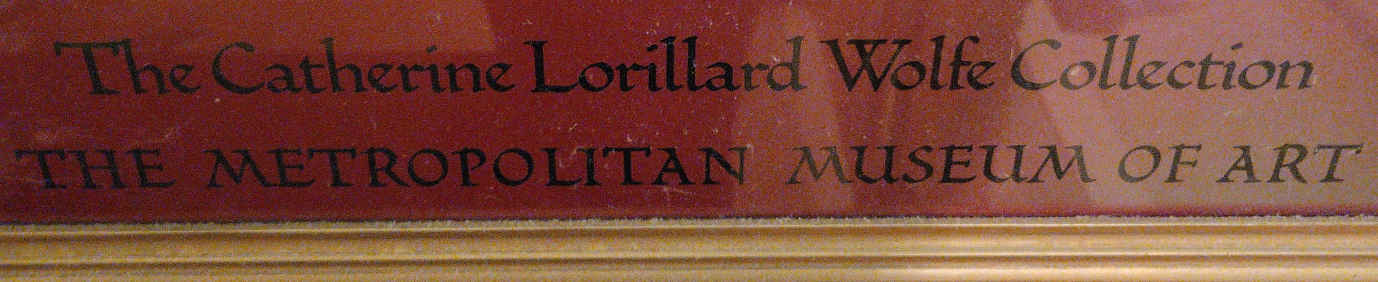 The Catherine Lorillard Wolfe Collection
THE METROPOLITAN MUSEUM OF ART